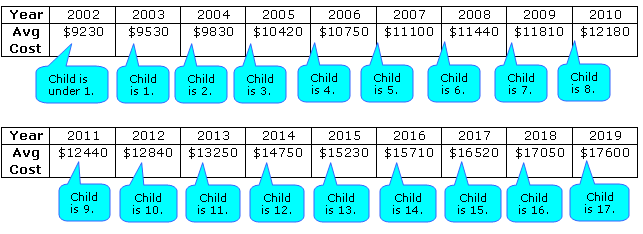 Year 2002 2003 2004 2005 2006 2007 2008 2009 2010
Avg $9230 $9530 $9830 $10420 $10750 $11100 $11440 $11810 $12180
Cost
Child is Child Child Child Child Child Child Child Child
under 1. is 1. is 2. is 3. is 4. is 5. is 6. is 7. is 8.
Year 2011 2012 2013 2014 2015 2016 2017 2018 2019
Avg $12440 $12840 $13250 $14750 $15230 $15710 $16520 $17050 $17600
Cost
Child Child Child Child Child Child Child Child Child
is 9. is 10. is 11. is 12. is 13. is 14. is 15. is 16. is 17.